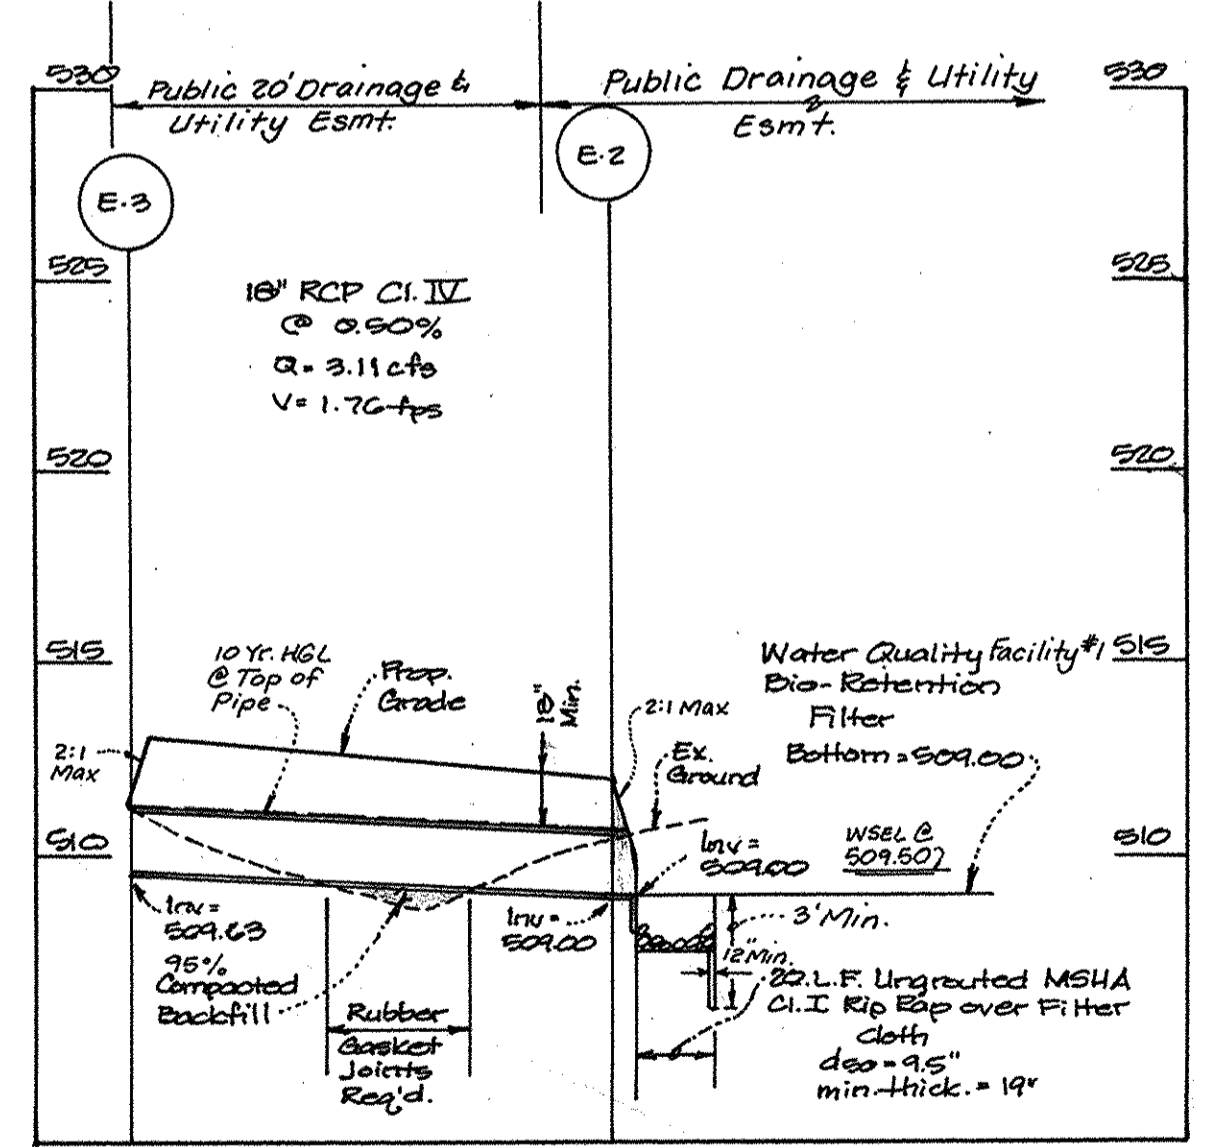 530
Public 20' Drainage &
Utility Esmt.
Public Drainage & Utility
Esmt.
530
E-3
E-2
525
525
18" RCP Cl. IV
@ 0.50%
Q = 3.11 cfs
V = 1.76 fps
520
520
515
515
10 Yr. HGL
@ Top of
Pipe
Prop.
Grade
18"
Min.
2:1 Max
2:1
Max
Ex.
Ground
Water Quality Facility #1
Bio-Retention
Filter
Bottom = 509.00
510
510
Inv =
509.00
WSEL @
509.50
Inv =
509.63
95%
Compacted
Backfill
Inv =
509.00
Rubber
Gasket
Joints
Req'd.
3' Min.
12" Min.
20 L.F. Ungrouted MSHA
Cl. I Rip Rap over Filter
Cloth
d50 = 9.5"
min. thick. = 19"